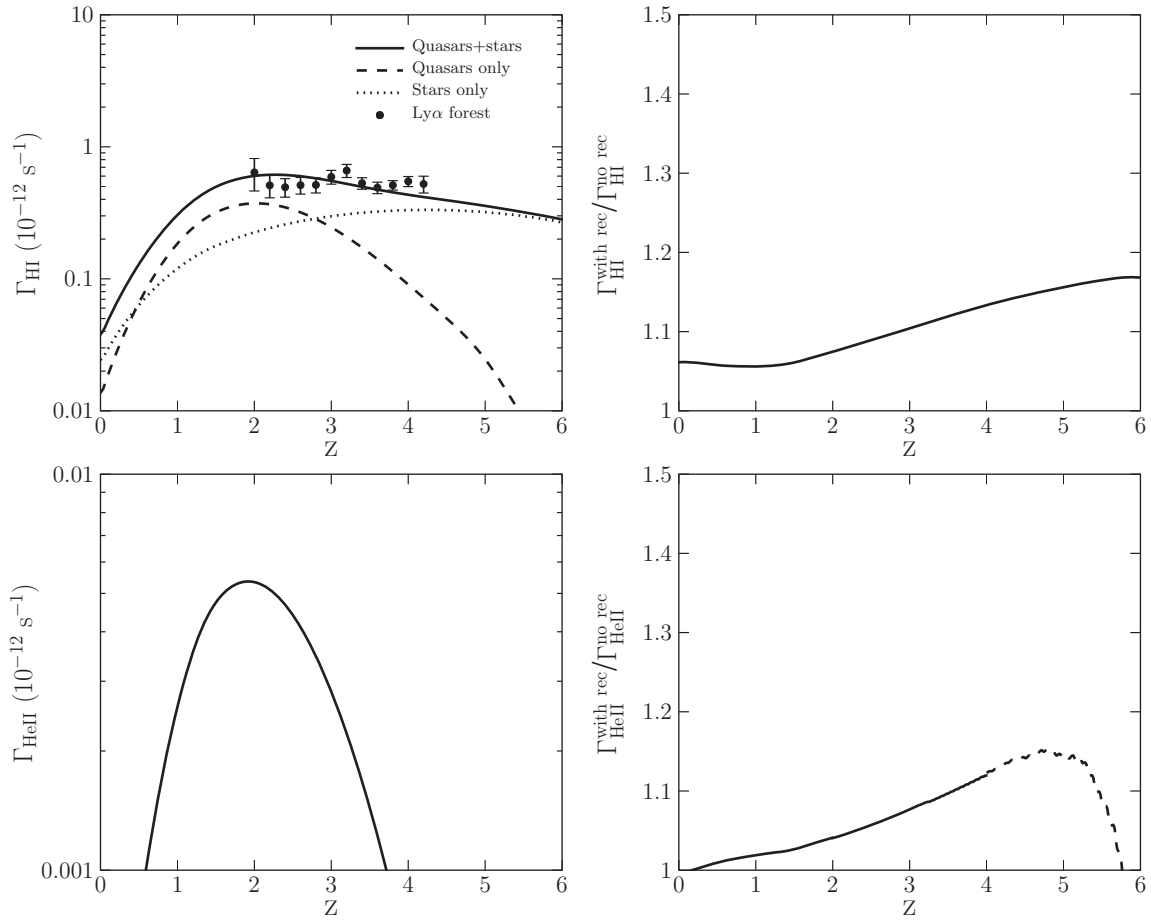 10
1
0.1
0.01
Γ_HI (10^−12 s^−1)
Quasars+stars
Quasars only
Stars only
Lyα forest
0 1 2 3 4 5 6
Z
1.5
1.4
1.3
1.2
1.1
1
Γ_HI^with rec/Γ_HI^no rec
0 1 2 3 4 5 6
Z
0.01
0.001
Γ_HeII (10^−12 s^−1)
0 1 2 3 4 5 6
Z
1.5
1.4
1.3
1.2
1.1
1
Γ_HeII^with rec/Γ_HeII^no rec
0 1 2 3 4 5 6
Z